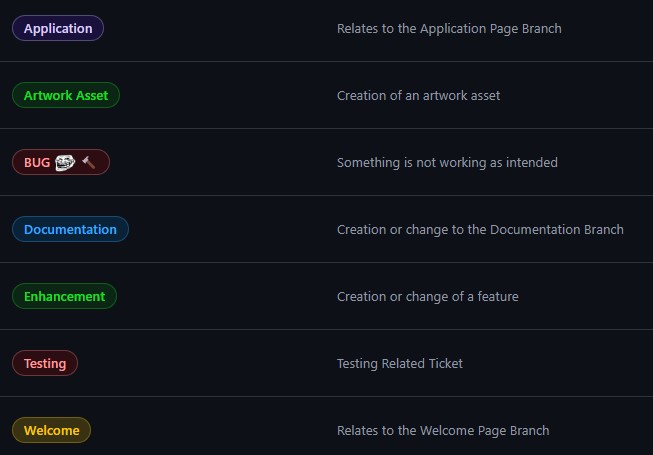 Application Relates to the Application Page Branch
Artwork Asset Creation of an artwork asset
BUG Something is not working as intended
Documentation Creation or change to the Documentation Branch
Enhancement Creation or change of a feature
Testing Testing Related Ticket
Welcome Relates to the Welcome Page Branch